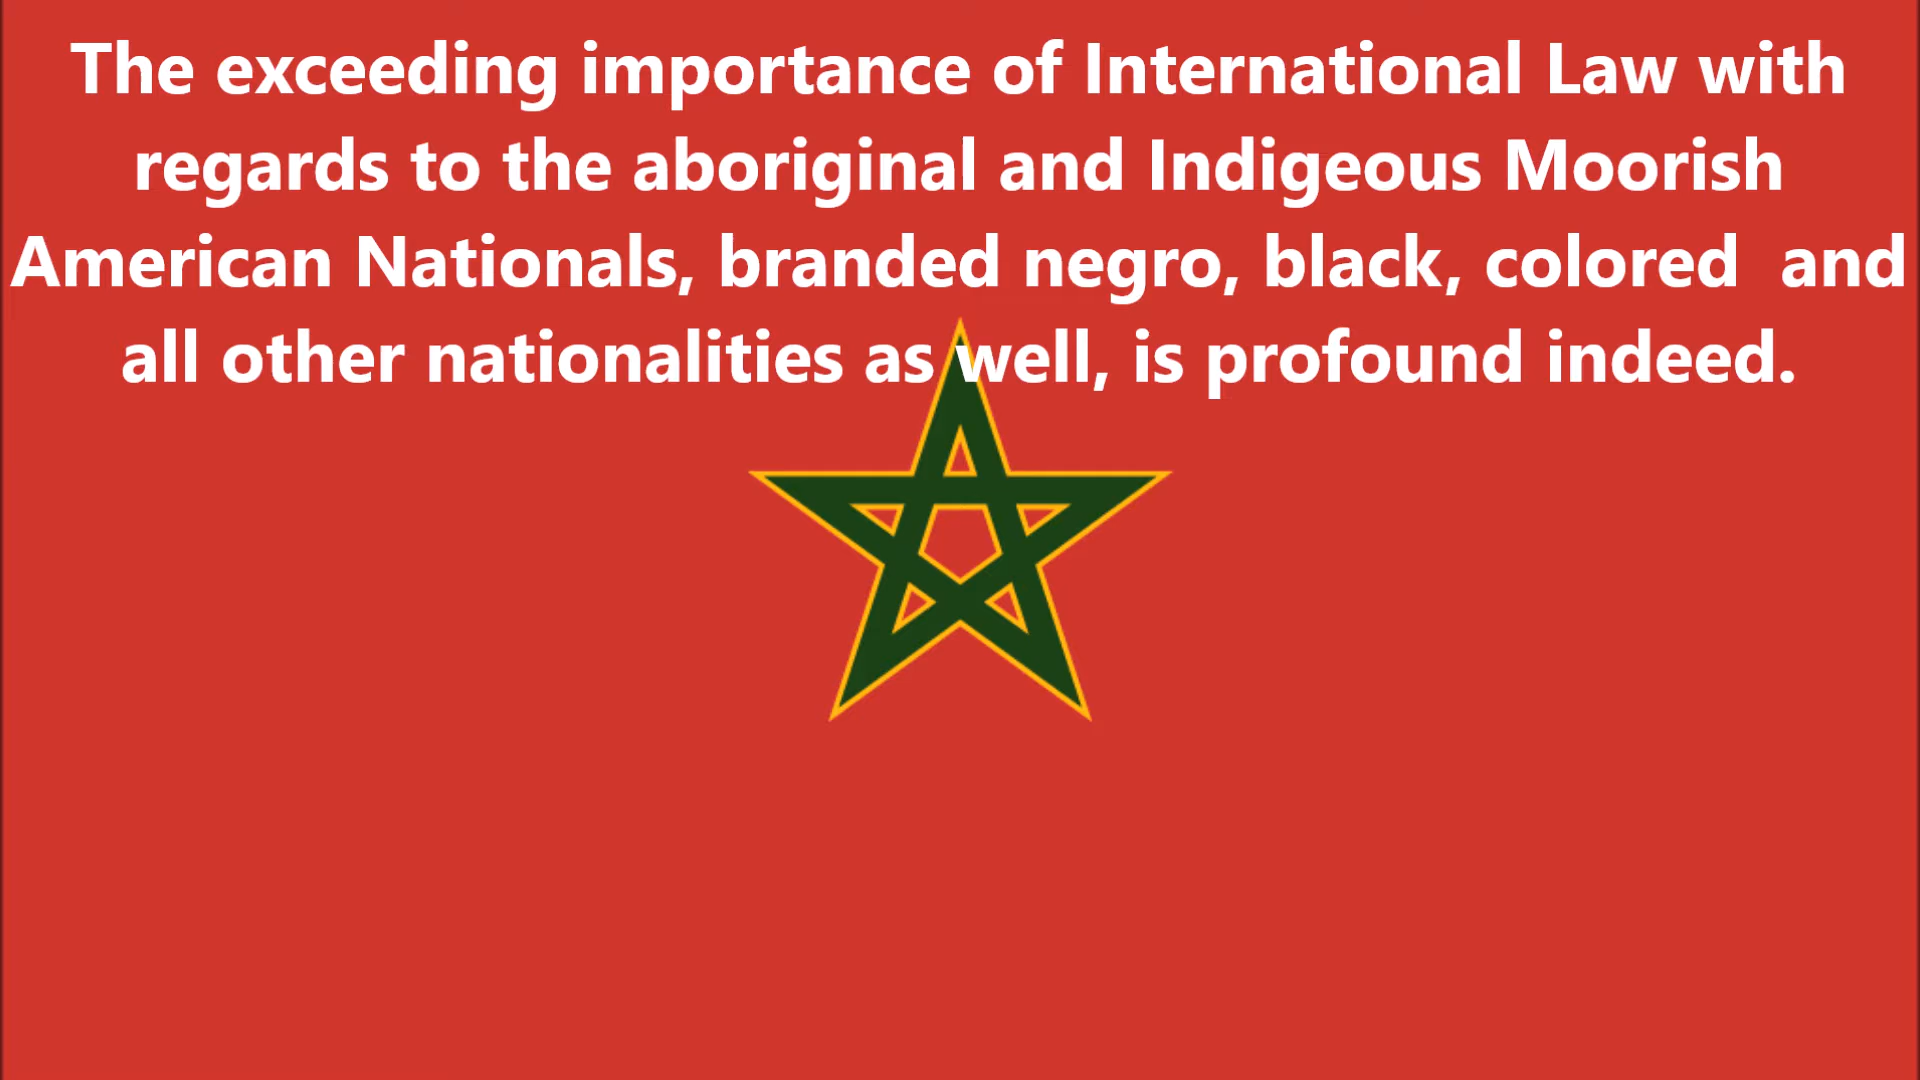 The exceeding importance of International Law with
regards to the aboriginal and Indigeous Moorish
American Nationals, branded negro, black, colored  and
all other nationalities as well, is profound indeed.